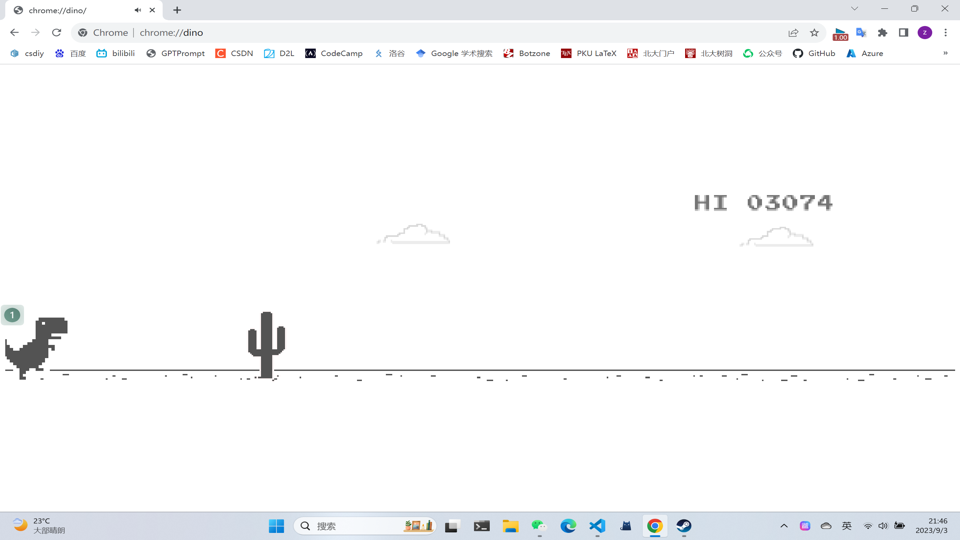 chrome://dino/
Chrome | chrome://dino
1.00
z
csdiy 百度 bilibili GPTPrompt CSDN D2L CodeCamp 洛谷 Google 学术搜索 Botzone PKU LaTeX 北大门户 北大树洞 公众号 GitHub Azure »
HI 03074
1
23°C
大部晴朗
搜索
英
21:46
2023/9/3